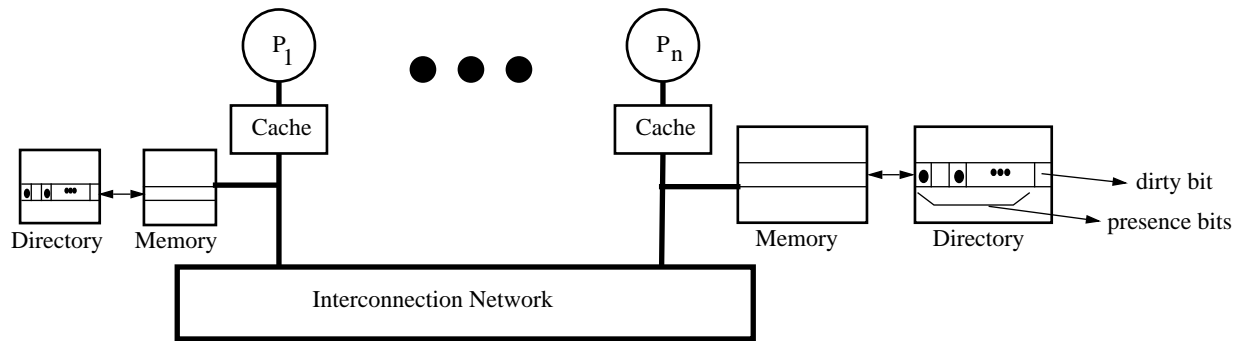 P1
Pn
Cache
Cache
dirty bit
presence bits
Directory
Memory
Memory
Directory
Interconnection Network